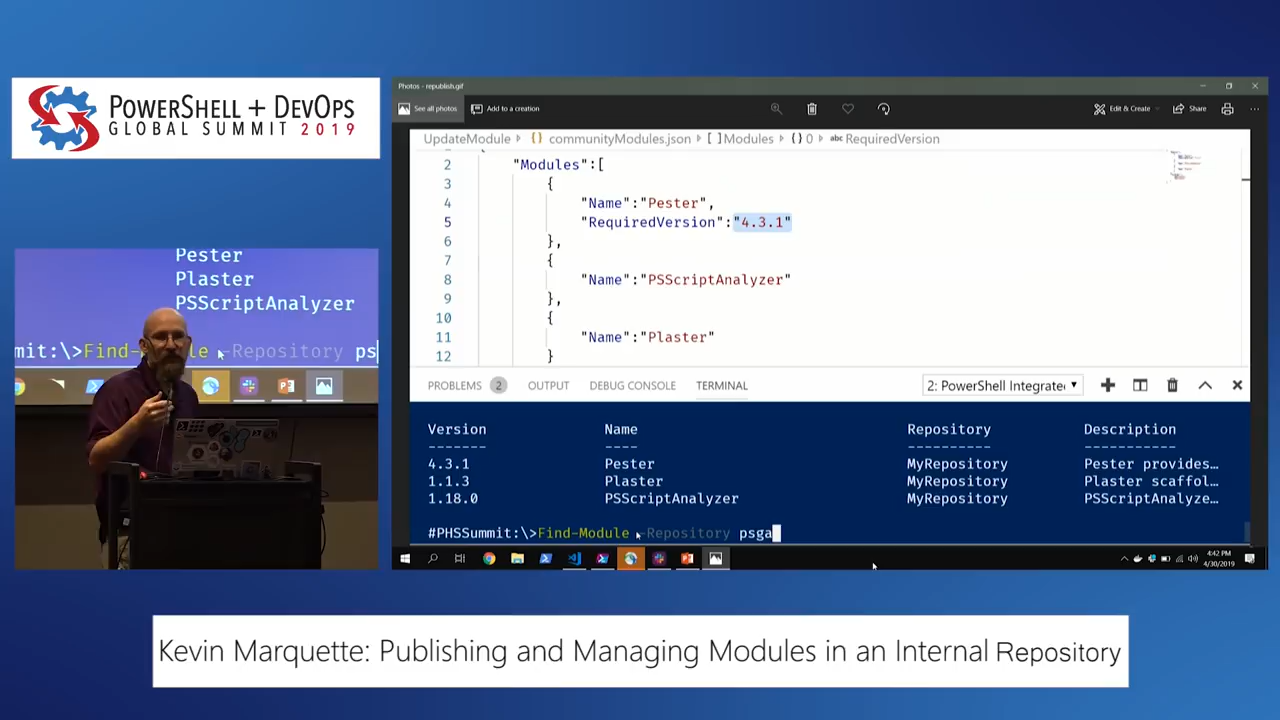 POWERSHELL + DEVOPS
GLOBAL SUMMIT 2019
Pester
Plaster
PSScriptAnalyzer
mit:\>Find-M le -Repository ps
Photos - republish.gif
See all photos
Add to a creation
Edit & Create
Share
UpdateModule
{} communityModules.json
[ ] Modules
{} 0
abc RequiredVersion
2 "Modules":[
3 {
4 "Name":"Pester",
5 "RequiredVersion":"4.3.1"
6 },
7 {
8 "Name":"PSScriptAnalyzer"
9 },
10 {
11 "Name":"Plaster"
12 }
PROBLEMS 2 OUTPUT DEBUG CONSOLE TERMINAL 2: PowerShell Integrate
Version Name Repository Description
------- ---- ---------- -----------
4.3.1 Pester MyRepository Pester provides…
1.1.3 Plaster MyRepository Plaster scaffol…
1.18.0 PSScriptAnalyzer MyRepository PSScriptAnalyze…
#PHSSummit:\>Find-Module -Repository psga
4:42 PM
4/30/2019
Kevin Marquette: Publishing and Managing Modules in an Internal Repository